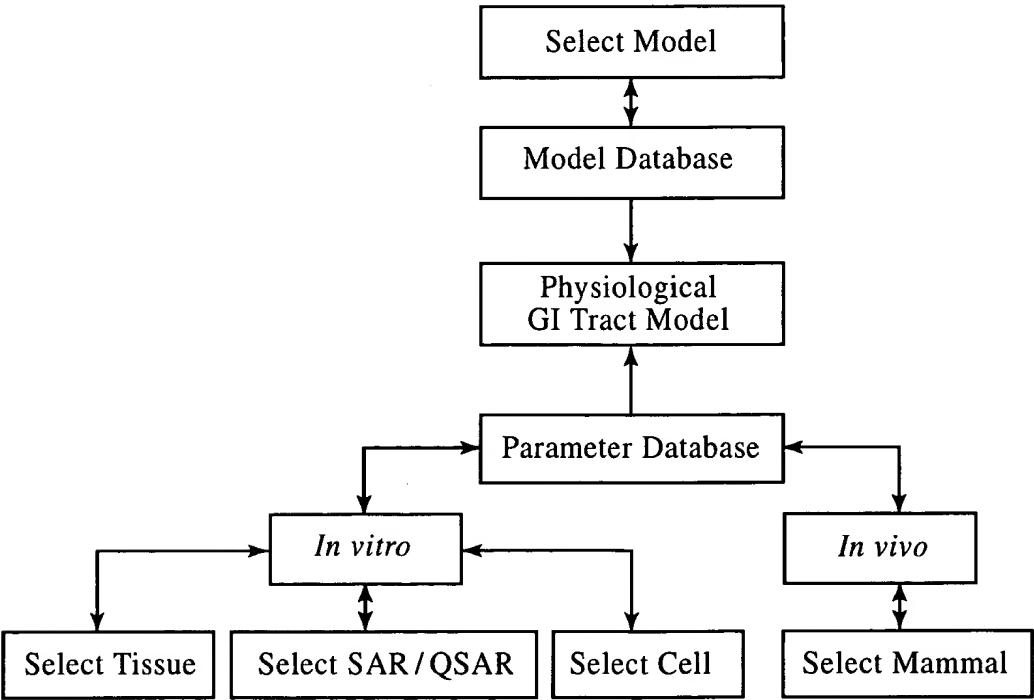 Select Model
Model Database
Physiological
GI Tract Model
Parameter Database
In vitro
In vivo
Select Tissue
Select SAR / QSAR
Select Cell
Select Mammal